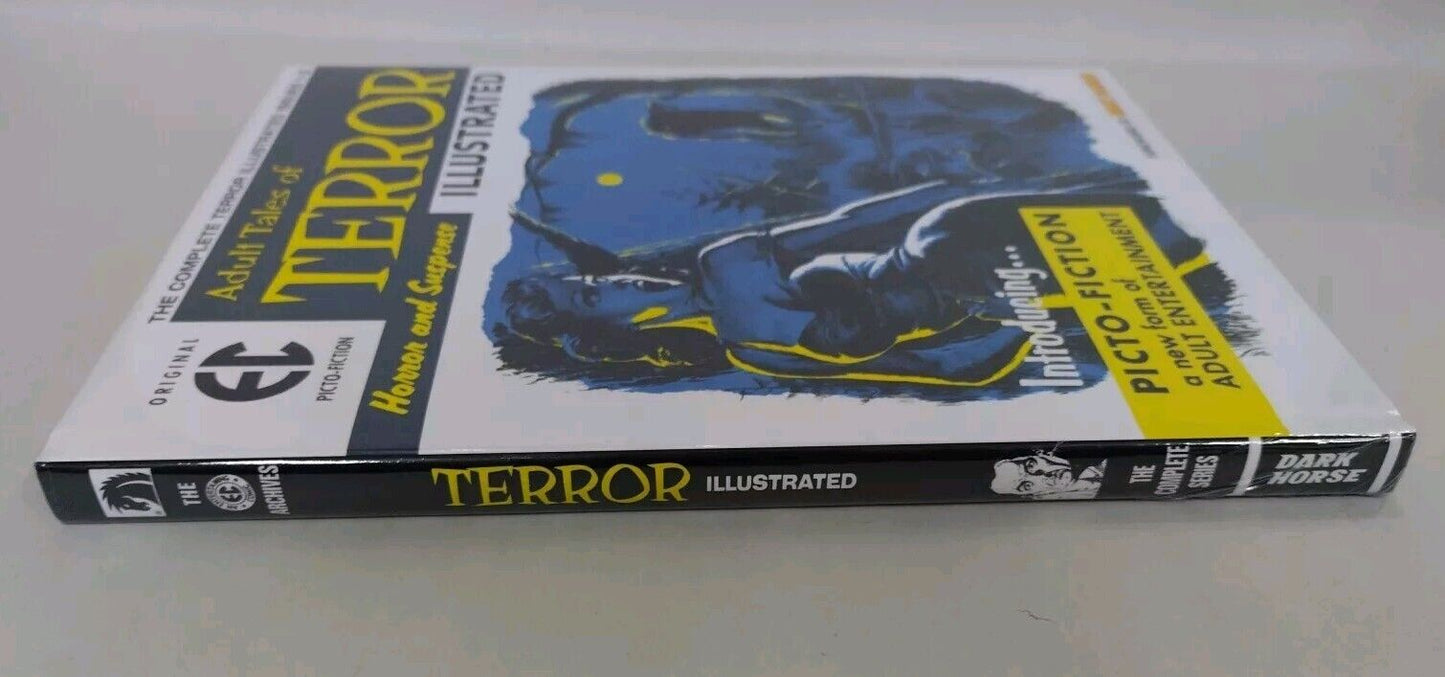 THE COMPLETE TERROR ILLUSTRATED
Adult Tales of
TERROR
ILLUSTRATED
Horror and Suspense
ORIGINAL
EC
PICTO-FICTION
Introducing...
PICTO-FICTION
a new form of
ADULT ENTERTAINMENT
THE
EC
ARCHIVES
TERROR ILLUSTRATED
THE
COMPLETE
SERIES
DARK
HORSE